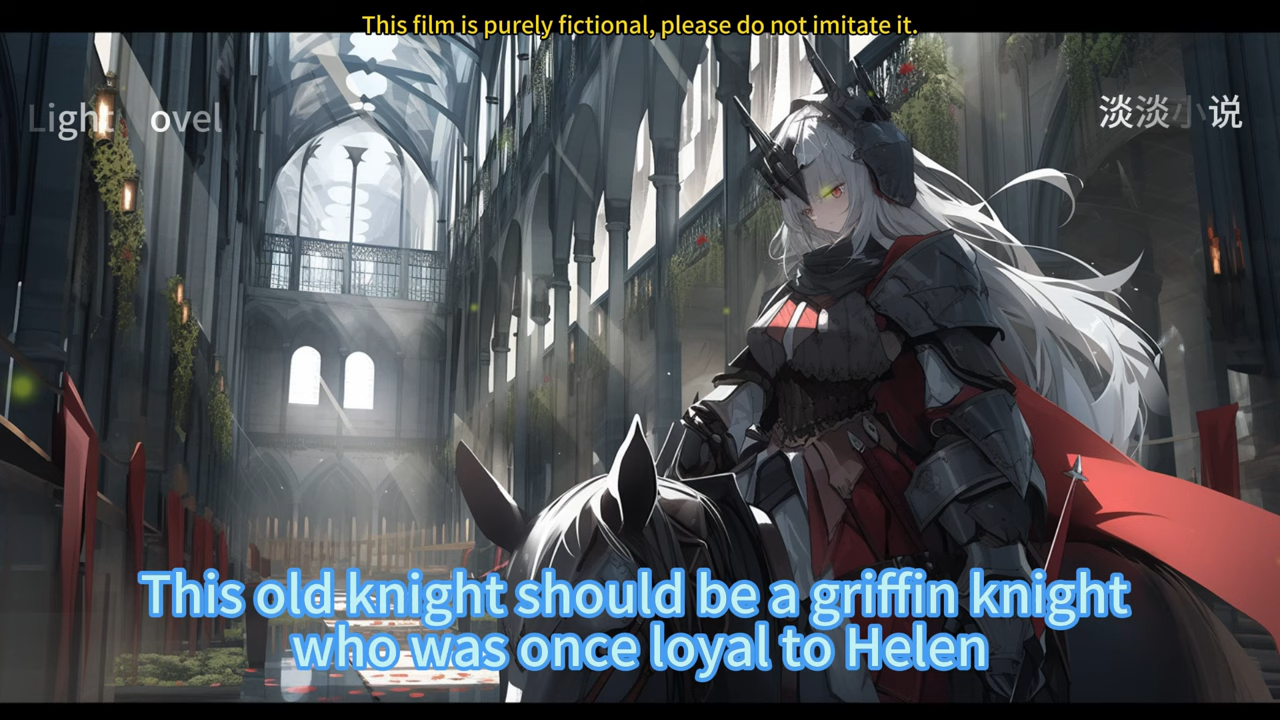 This film is purely fictional, please do not imitate it.
Light ovel
淡淡小说
This old knight should be a griffin knight
who was once loyal to Helen